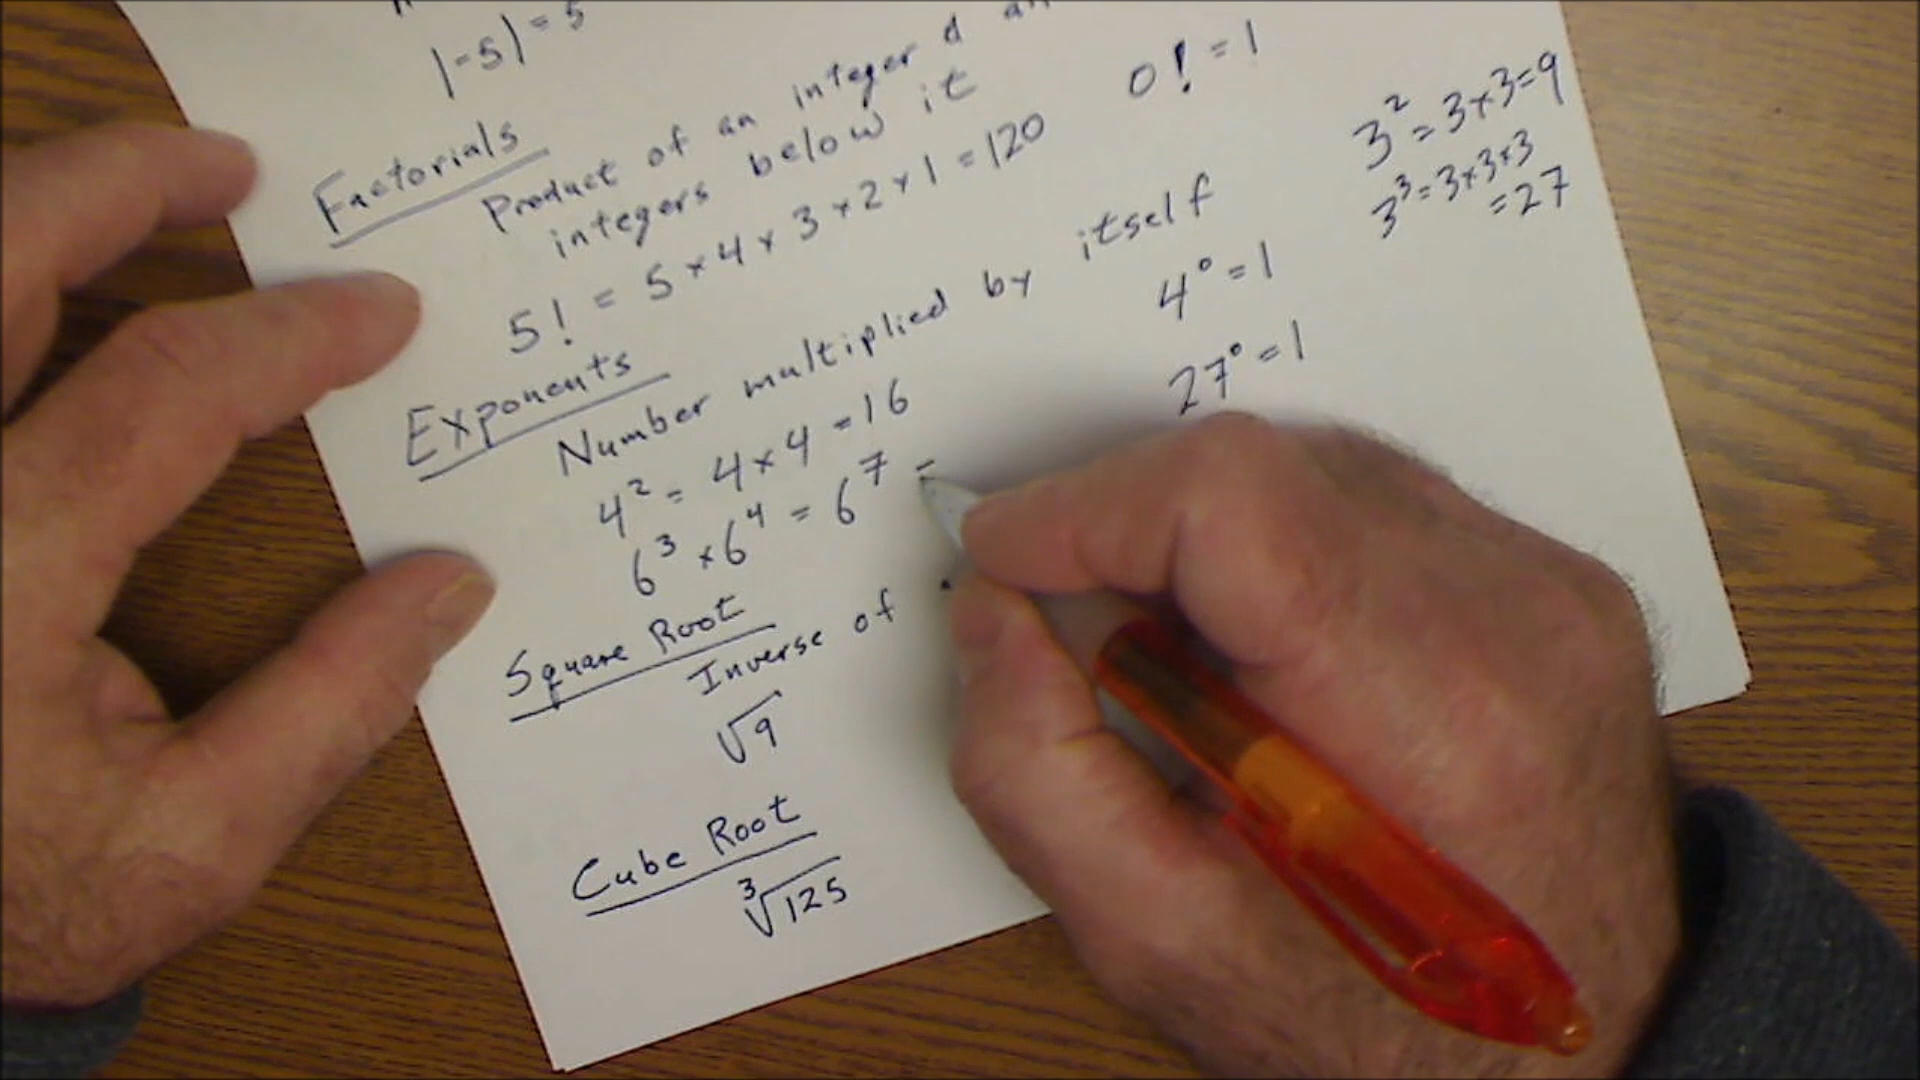 |-5| = 5
Factorials
Product of an integer d
integers below it
5! = 5 x 4 x 3 x 2 x 1 = 120
0! = 1
Exponents
Number multiplied by itself
4² = 4 x 4 = 16
6³ x 6⁴ = 6⁷ =
4⁰ = 1
27⁰ = 1
3² = 3 x 3 = 9
3³ = 3 x 3 x 3
= 27
Square Root
Inverse of
√9
Cube Root
³√125